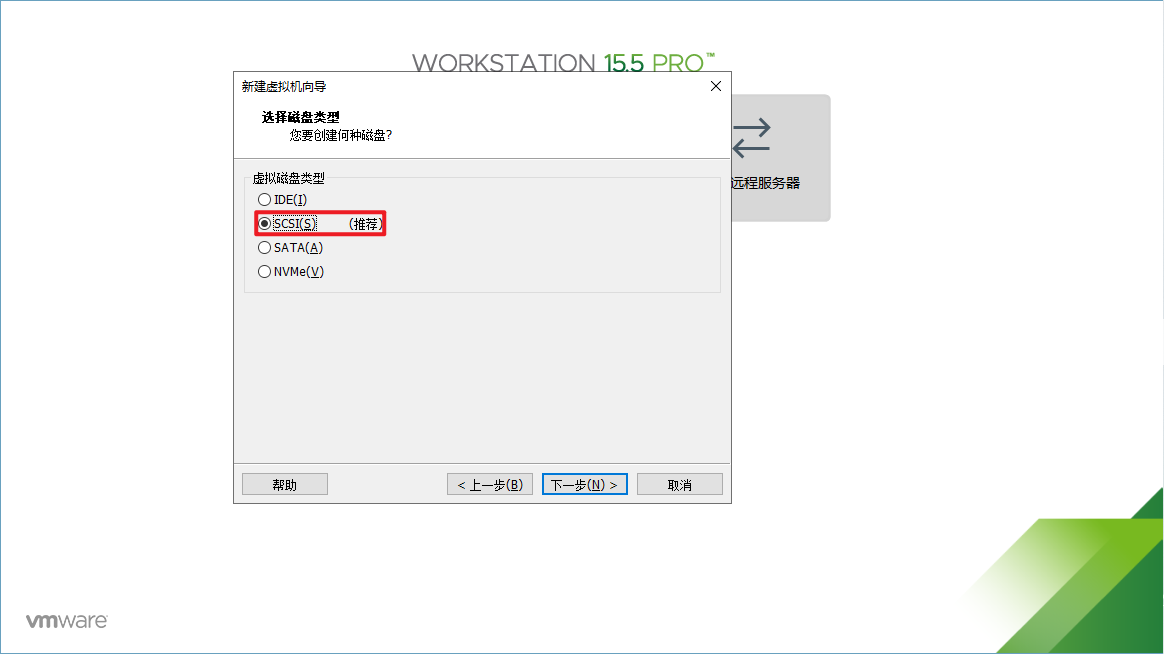 WORKSTATION 15.5 PRO™
新建虚拟机向导
选择磁盘类型
您要创建何种磁盘?
远程服务器
虚拟磁盘类型
IDE(I)
SCSI(S) (推荐)
SATA(A)
NVMe(V)
帮助
< 上一步(B)
下一步(N) >
取消
vmware